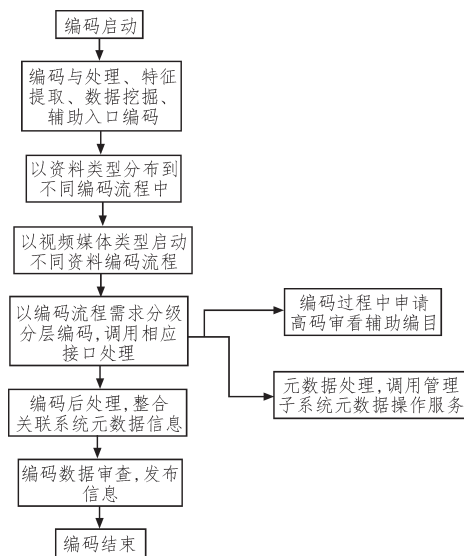 编码启动
编码与处理、特征
提取、数据挖掘、
辅助入口编码
以资料类型分布到
不同编码流程中
以视频媒体类型启动
不同资料编码流程
以编码流程需求分级
分层编码,调用相应
接口处理
编码过程中申请
高码审看辅助编目
元数据处理,调用管理
子系统元数据操作服务
编码后处理,整合
关联系统元数据信息
编码数据审查,发布
信息
编码结束